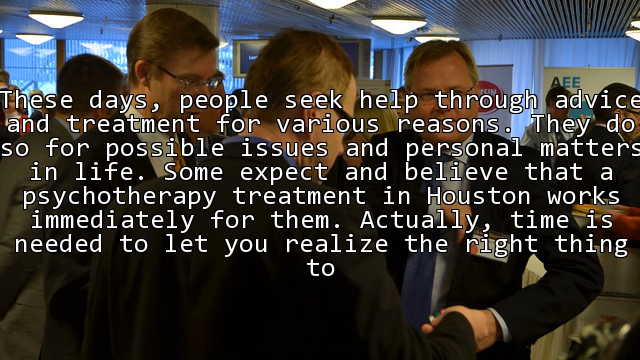 These days, people seek help through advice
and treatment for various reasons. They do
so for possible issues and personal matters
in life. Some expect and believe that a
psychotherapy treatment in Houston works
immediately for them. Actually, time is
needed to let you realize the right thing
to
AEE